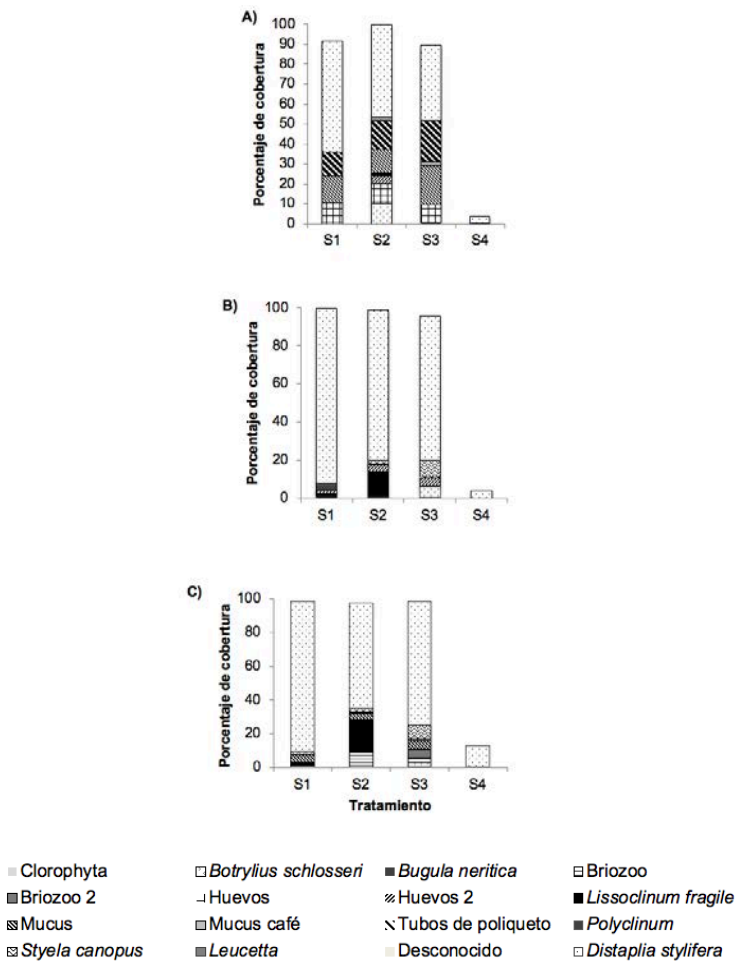 A)
Porcentaje de cobertura
100
90
80
70
60
50
40
30
20
10
0
S1 S2 S3 S4
B)
Porcentaje de cobertura
100
80
60
40
20
0
S1 S2 S3 S4
C)
Porcentaje de cobertura
100
80
60
40
20
0
S1 S2 S3 S4
Tratamiento
Clorophyta Botrylius schlosseri Bugula neritica Briozoo
Briozoo 2 Huevos Huevos 2 Lissoclinum fragile
Mucus Mucus café Tubos de poliqueto Polyclinum
Styela canopus Leucetta Desconocido Distaplia stylifera